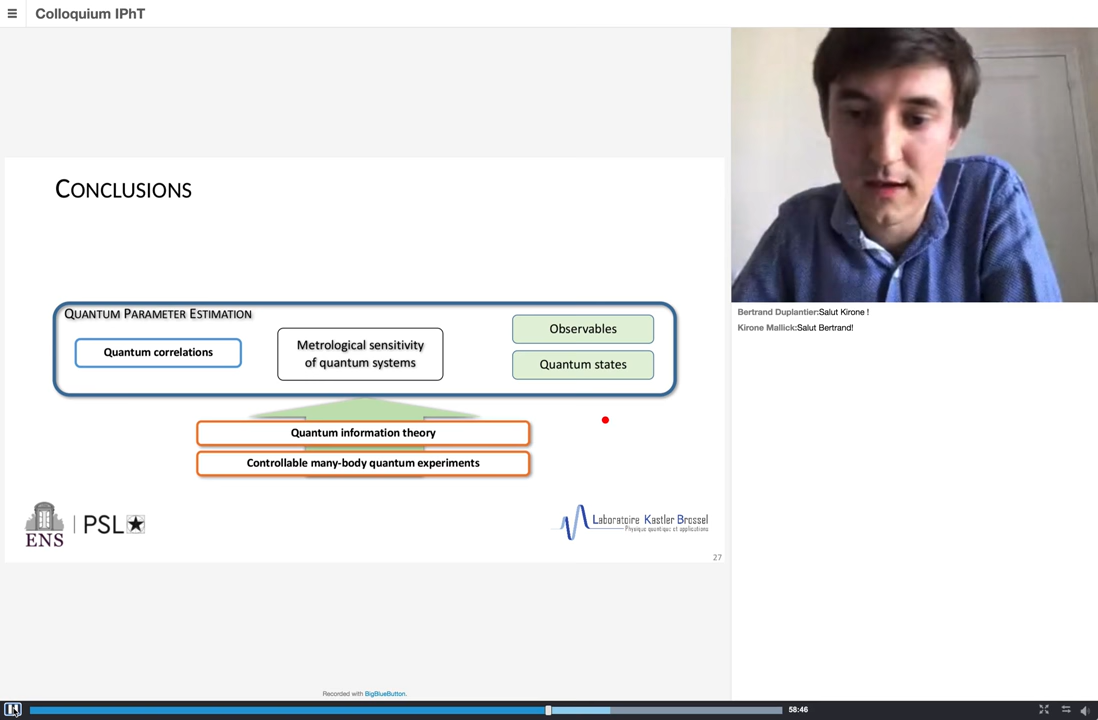 Colloquium IPhT
CONCLUSIONS
QUANTUM PARAMETER ESTIMATION
Quantum correlations
Metrological sensitivity
of quantum systems
Observables
Quantum states
Quantum information theory
Controllable many-body quantum experiments
ENS
PSL
Laboratoire Kastler Brossel
Physique quantique et applications
27
Bertrand Duplantier:Salut Kirone !
Kirone Mallick:Salut Bertrand!
Recorded with BigBlueButton.
58:46